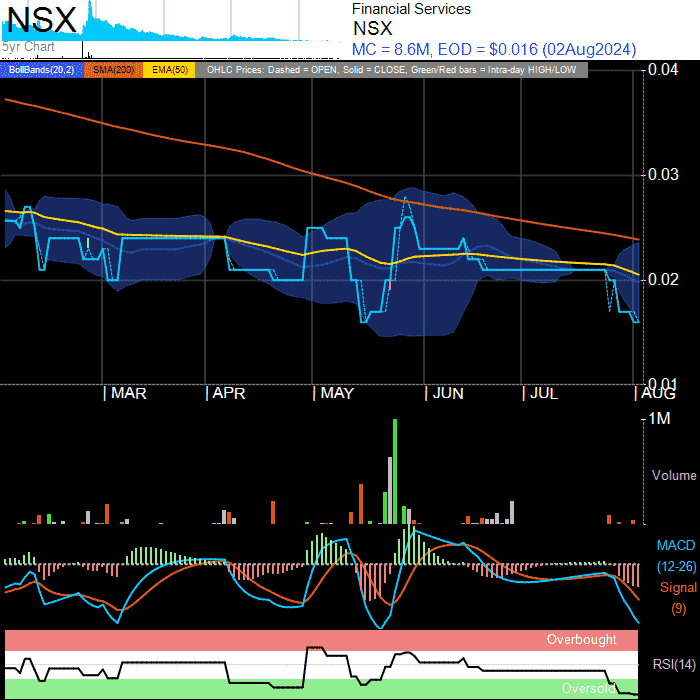 NSX
5yr Chart
Financial Services
NSX
MC = 8.6M, EOD = $0.016 (02Aug2024)
BollBands(20,2) SMA(200) EMA(50) OHLC Prices: Dashed = OPEN, Solid = CLOSE, Green/Red bars = Intra-day HIGH/LOW
0.04
0.03
0.02
0.01
MAR APR MAY JUN JUL AUG
1M
Volume
MACD
(12-26)
Signal
(9)
Overbought
RSI(14)
Oversold